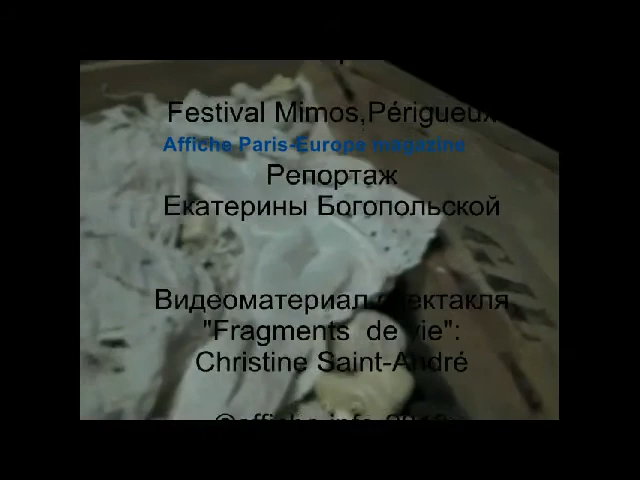 Festival Mimos,Périgueux
Affiche Paris-Europe magazine
Репортаж
Екатерины Богопольской
Видеоматериал спектакля
"Fragments de vie":
Christine Saint-André